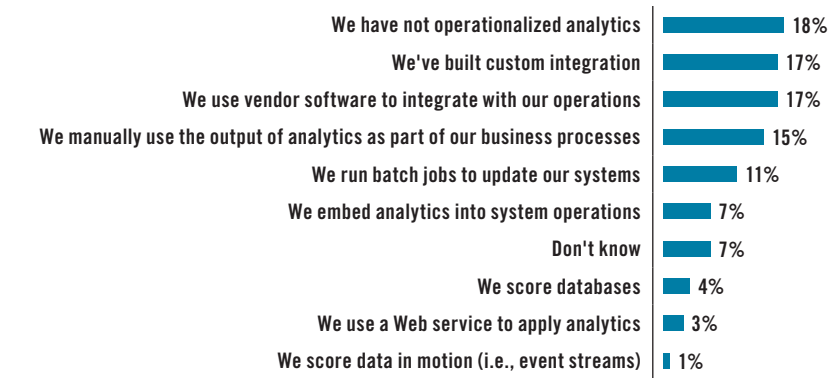 We have not operationalized analytics 18%
We've built custom integration 17%
We use vendor software to integrate with our operations 17%
We manually use the output of analytics as part of our business processes 15%
We run batch jobs to update our systems 11%
We embed analytics into system operations 7%
Don't know 7%
We score databases 4%
We use a Web service to apply analytics 3%
We score data in motion (i.e., event streams) 1%